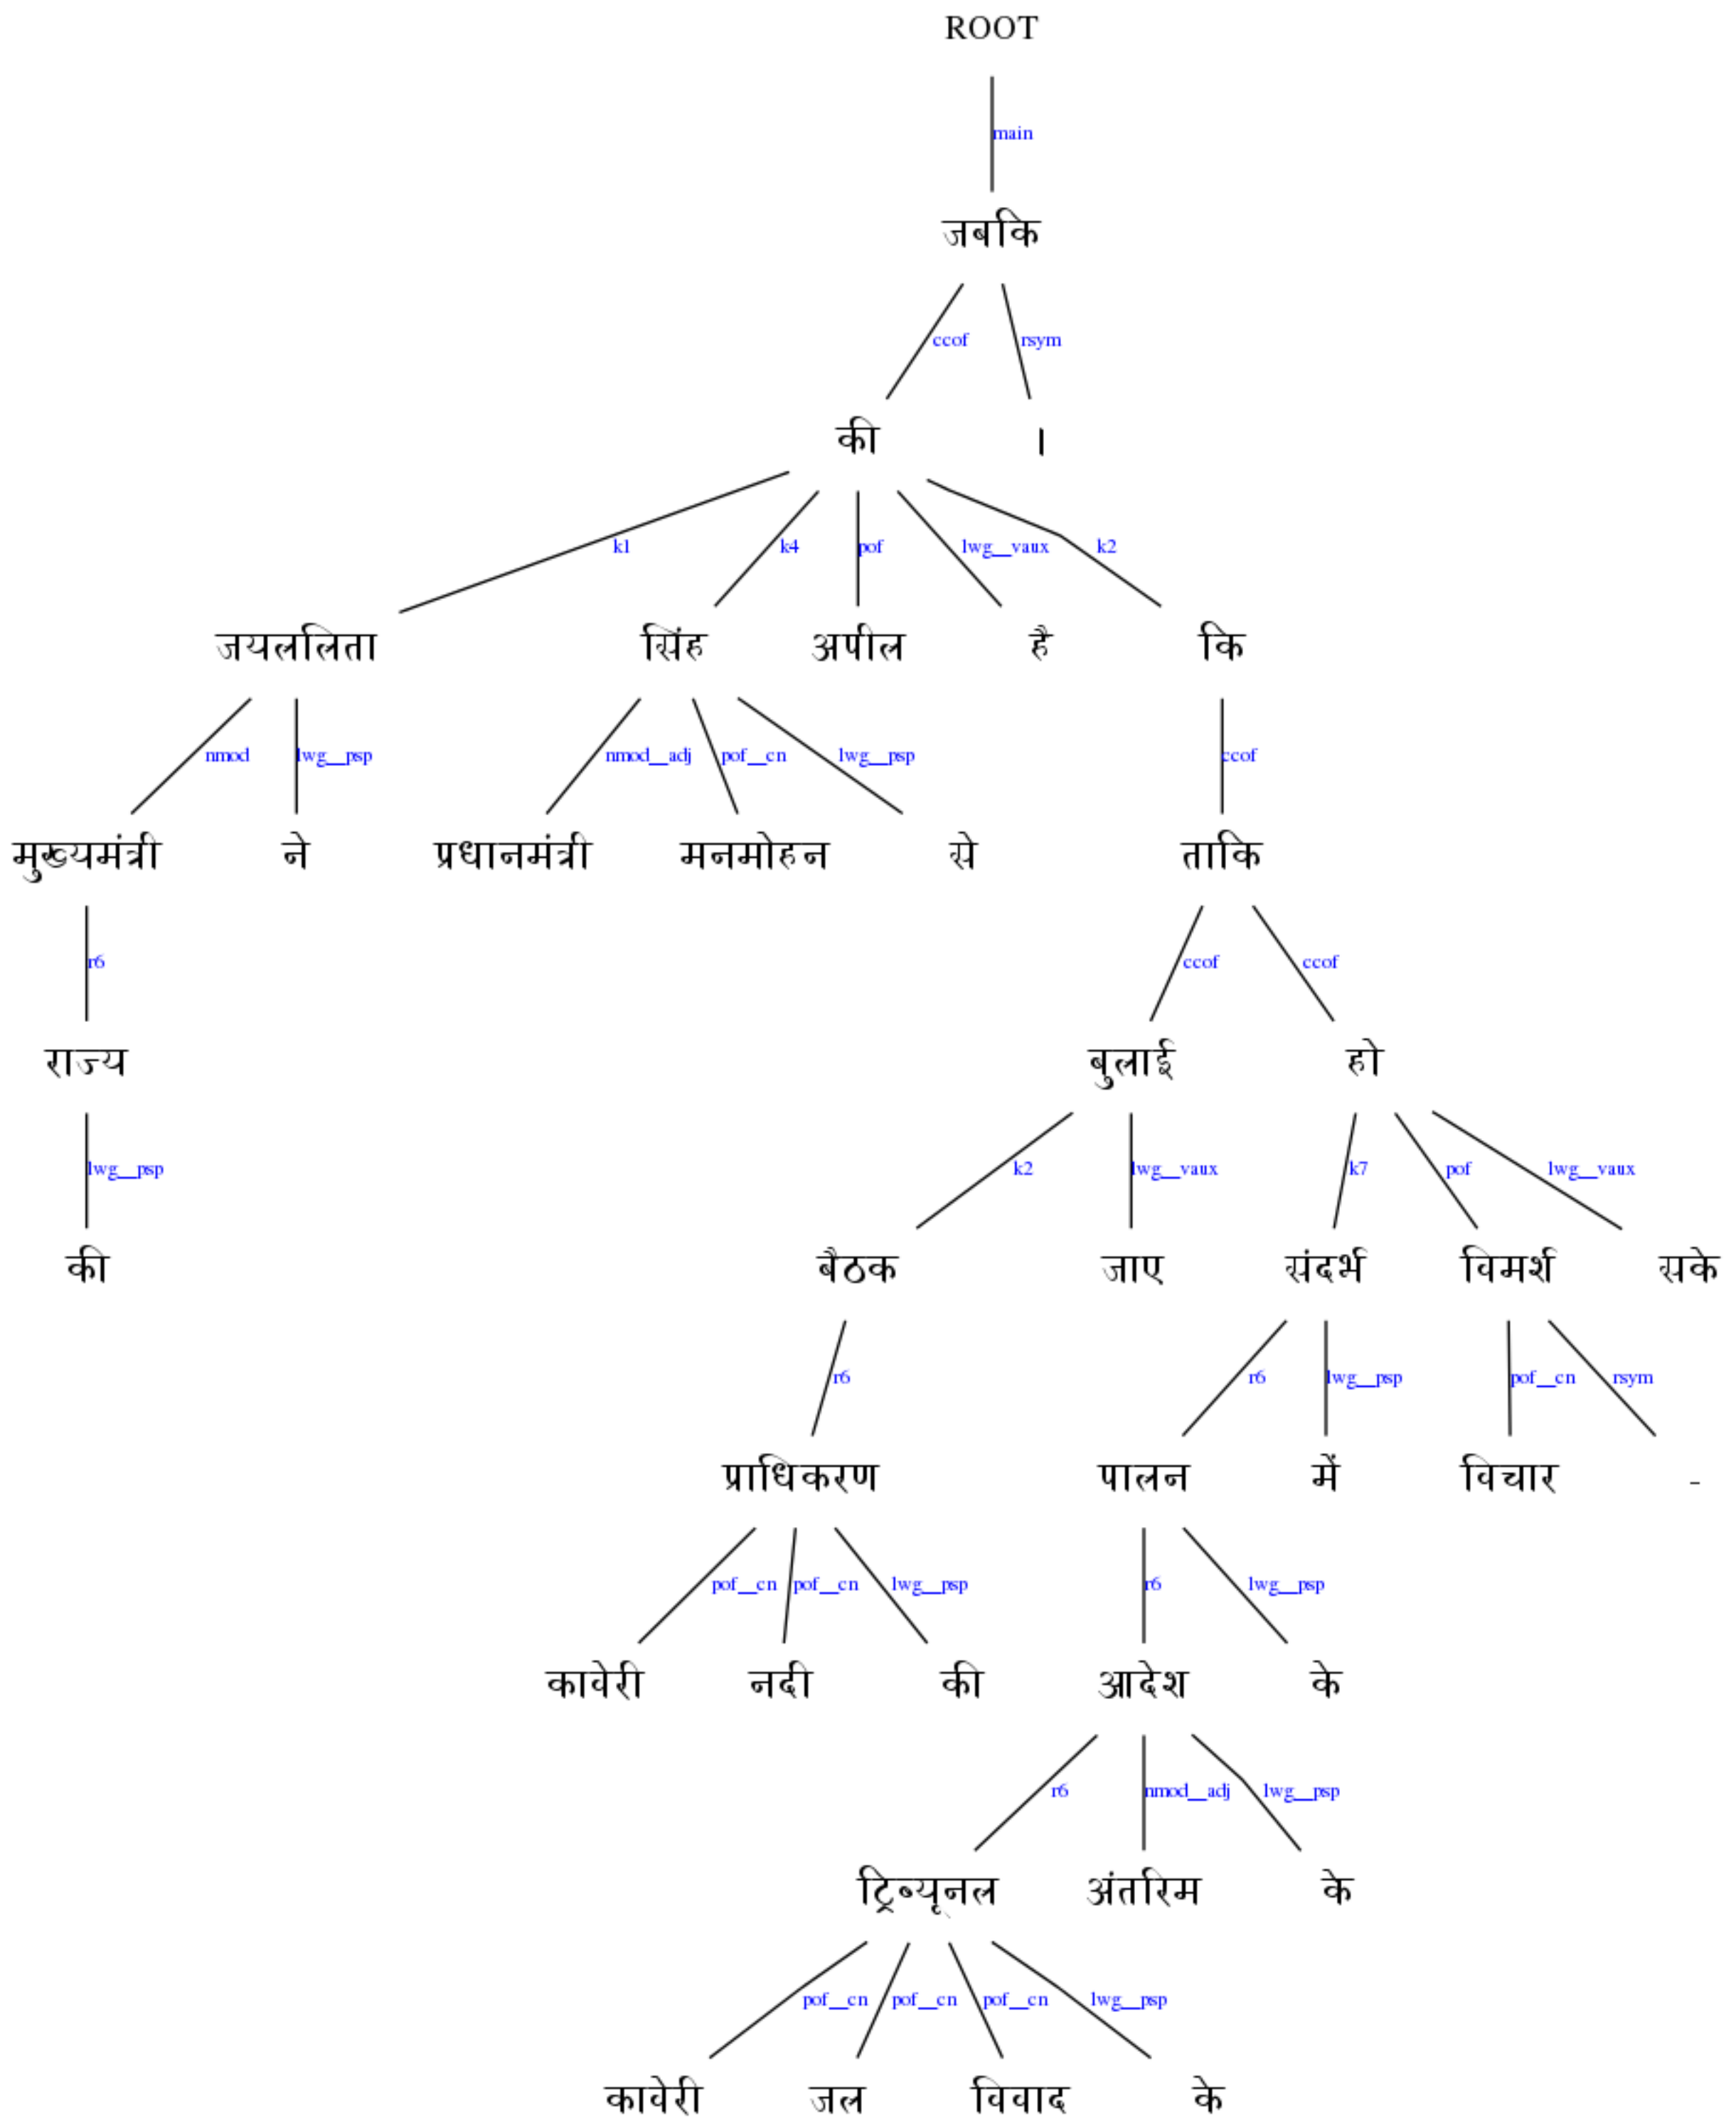 ROOT
main
जबकि
ccof rsym
की ।
k1 k4 pof lwg__vaux k2
जयललिता सिंह अपील है कि
nmod lwg__psp nmod__adj pof__cn lwg__psp ccof
मुख्यमंत्री ने प्रधानमंत्री मनमोहन से ताकि
r6 ccof ccof
राज्य बुलाई हो
lwg__psp k2 lwg__vaux k7 pof lwg__vaux
की बैठक जाए संदर्भ विमर्श सके
r6 r6 lwg__psp pof__cn rsym
प्राधिकरण पालन में विचार -
pof__cn pof__cn lwg__psp r6 lwg__psp
कावेरी नदी की आदेश के
r6 nmod__adj lwg__psp
ट्रिब्यूनल अंतरिम के
pof__cn pof__cn pof__cn lwg__psp
कावेरी जल विवाद के